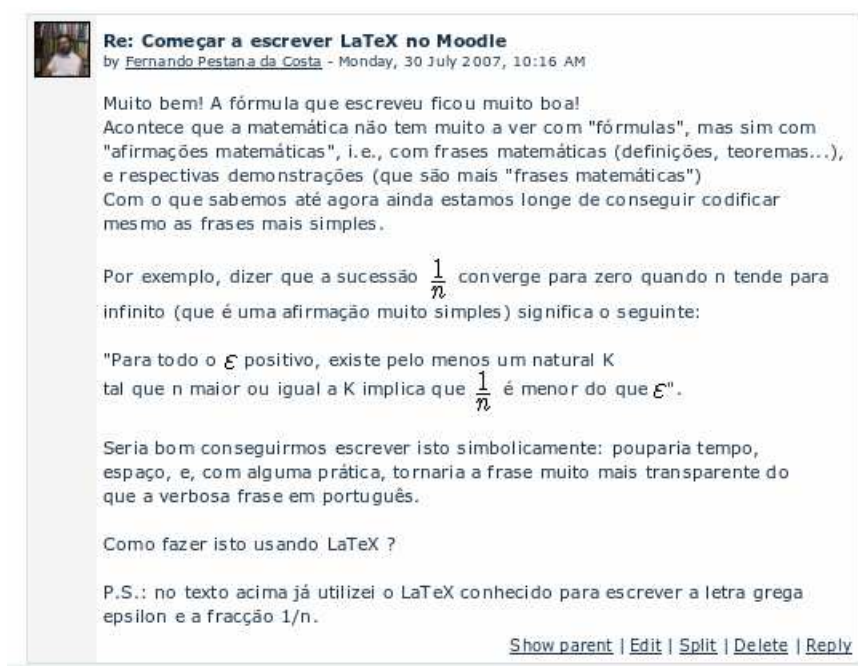 Re: Começar a escrever LaTeX no Moodle
by Fernando Pestana da Costa - Monday, 30 July 2007, 10:16 AM
Muito bem! A fórmula que escreveu ficou muito boa!
Acontece que a matemática não tem muito a ver com "fórmulas", mas sim com
"afirmações matemáticas", i.e., com frases matemáticas (definições, teoremas...),
e respectivas demonstrações (que são mais "frases matemáticas")
Com o que sabemos até agora ainda estamos longe de conseguir codificar
mesmo as frases mais simples.
Por exemplo, dizer que a sucessão 1/n converge para zero quando n tende para
infinito (que é uma afirmação muito simples) significa o seguinte:
"Para todo o ε positivo, existe pelo menos um natural K
tal que n maior ou igual a K implica que 1/n é menor do que ε".
Seria bom conseguirmos escrever isto simbolicamente: pouparia tempo,
espaço, e, com alguma prática, tornaria a frase muito mais transparente do
que a verbosa frase em português.
Como fazer isto usando LaTeX ?
P.S.: no texto acima já utilizei o LaTeX conhecido para escrever a letra grega
epsilon e a fracção 1/n.
Show parent | Edit | Split | Delete | Reply